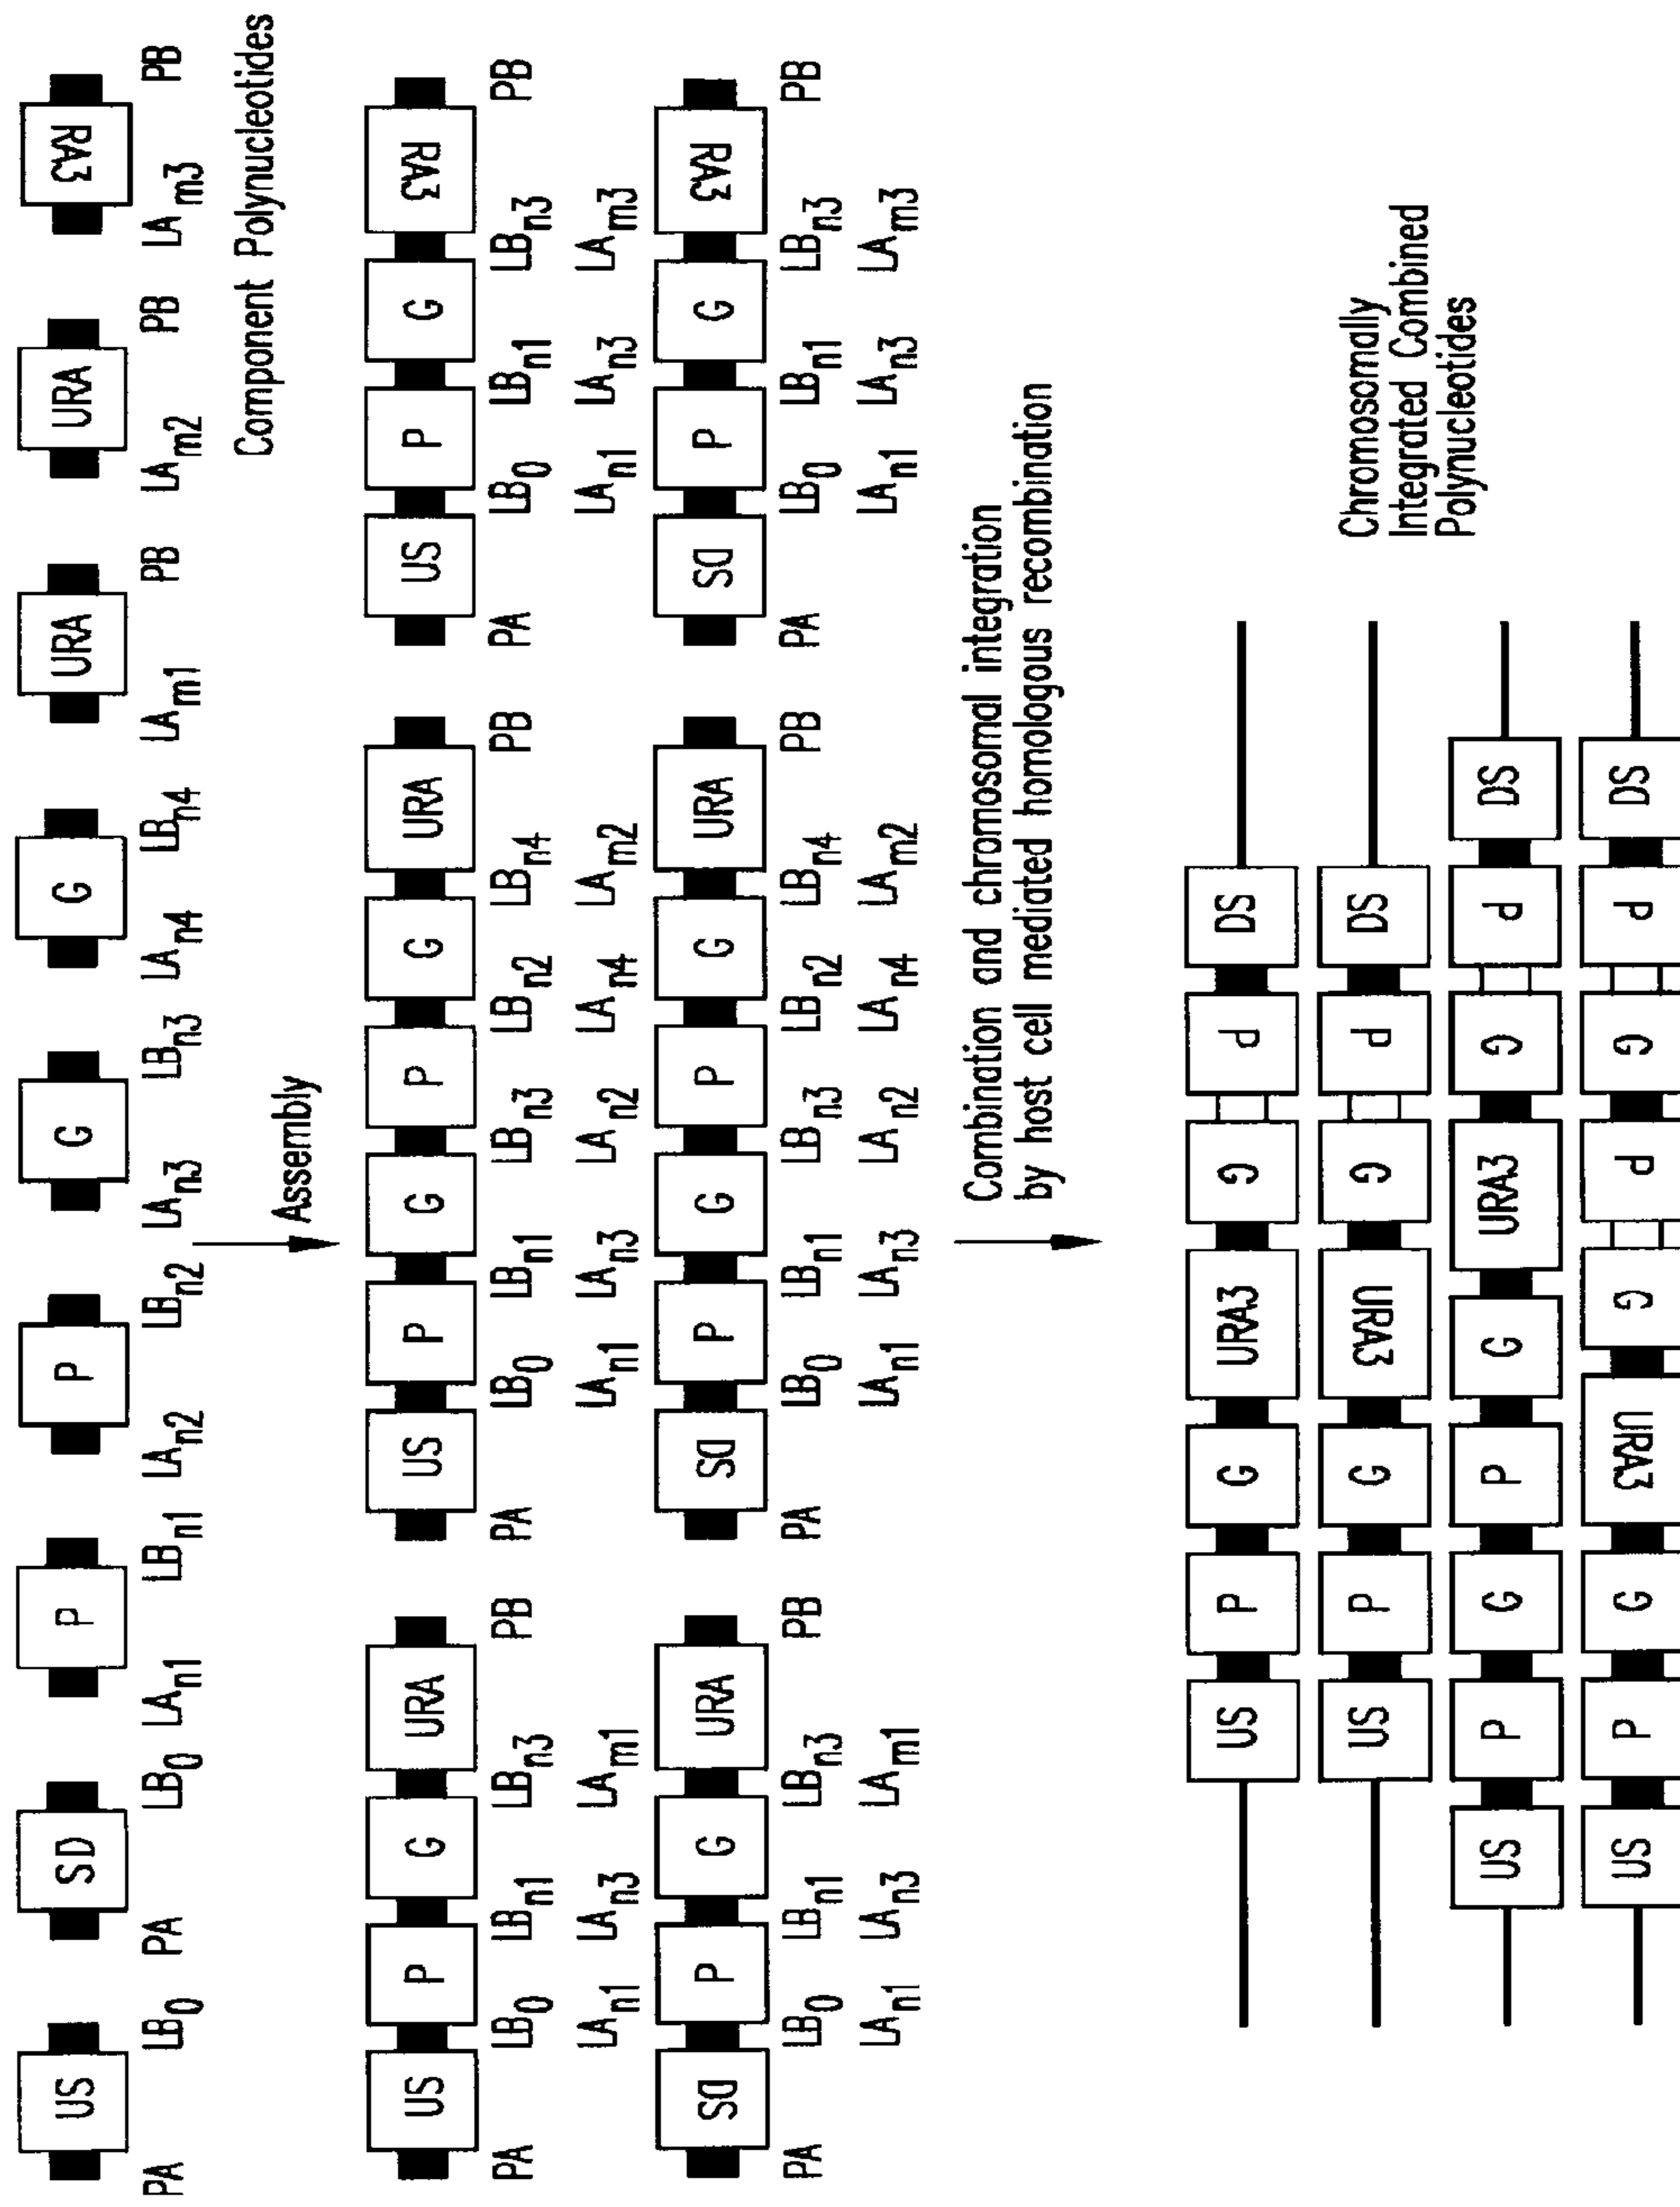 US SD P P G G URA URA RA3
PA LB0 PA LB0 LAn1 LBn1 LAn2 LBn2 LAn3 LBn3 LAn4 LBn4 LAm1 PB LAm2 PB LAm3 PB
Component Polynucleotides
Assembly
US P G URA US P G P G URA US P G RA3
PA LB0 LBn1 LBn3 PB PA LB0 LBn1 LBn3 LBn2 LBn4 PB PA LB0 LBn1 LBn3 PB
LAn1 LAn3 LAm1 LAn1 LAn3 LAn2 LAn4 LAm2 LAn1 LAn3 LAm3
DS P G URA DS P G P G URA DS P G RA3
PA LB0 LBn1 LBn3 PB PA LB0 LBn1 LBn3 LBn2 LBn4 PB PA LB0 LBn1 LBn3 PB
LAn1 LAn3 LAm1 LAn1 LAn3 LAn2 LAn4 LAm2 LAn1 LAn3 LAm3
Combination and chromosomal integration
by host cell mediated homologous recombination
US P G URA3 G P DS
US P G URA3 G P DS
US P G P G URA3 G P DS
US P G URA3 G P G P DS
Chromosomally
Integrated Combined
Polynucleotides